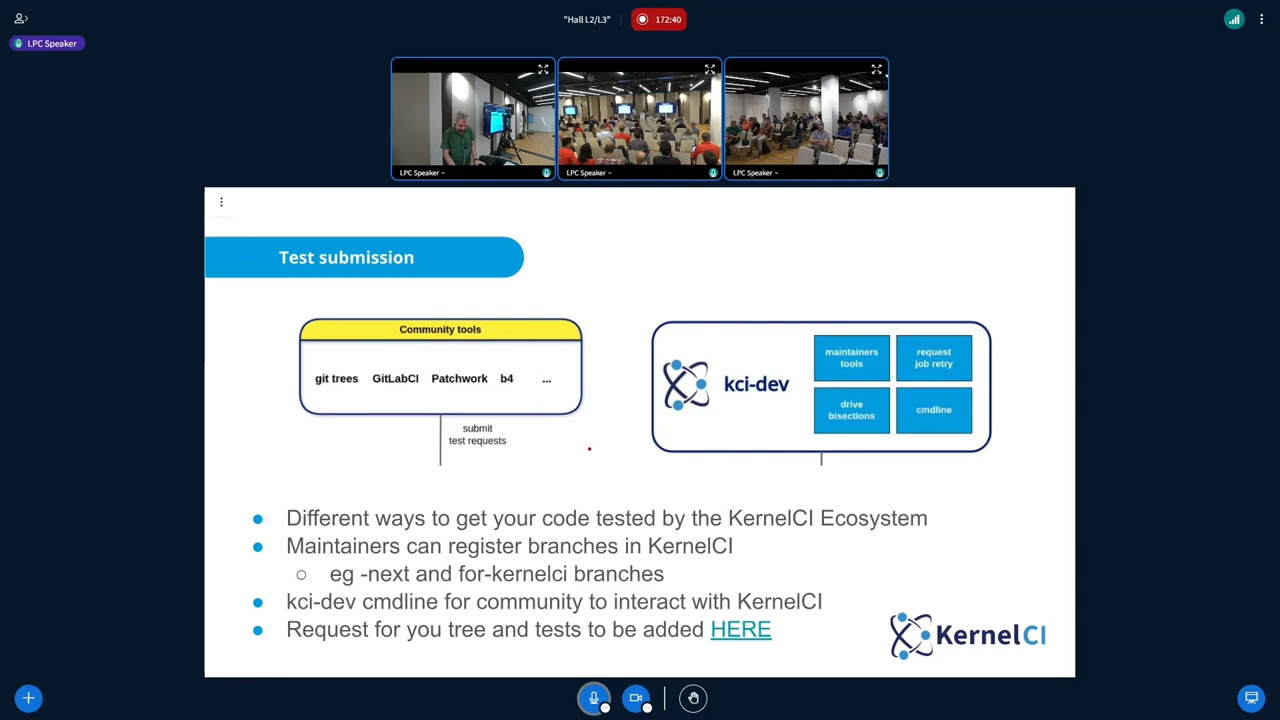 "Hall L2/L3"
172:40
LPC Speaker
LPC Speaker
LPC Speaker
LPC Speaker
Test submission
Community tools
git trees GitLabCI Patchwork b4 ...
submit
test requests
kci-dev
maintainers
tools
request
job retry
drive
bisections
cmdline
● Different ways to get your code tested by the KernelCI Ecosystem
● Maintainers can register branches in KernelCI
○ eg -next and for-kernelci branches
● kci-dev cmdline for community to interact with KernelCI
● Request for you tree and tests to be added HERE
KernelCI